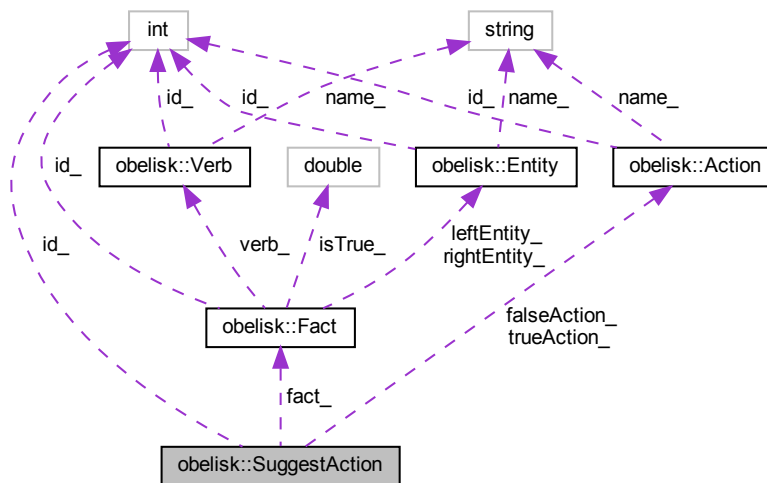 int
string
id_
id_
name_
id_
name_
name_
obelisk::Verb
double
obelisk::Entity
obelisk::Action
id_
id_
verb_
isTrue_
leftEntity_
rightEntity_
obelisk::Fact
falseAction_
trueAction_
fact_
obelisk::SuggestAction